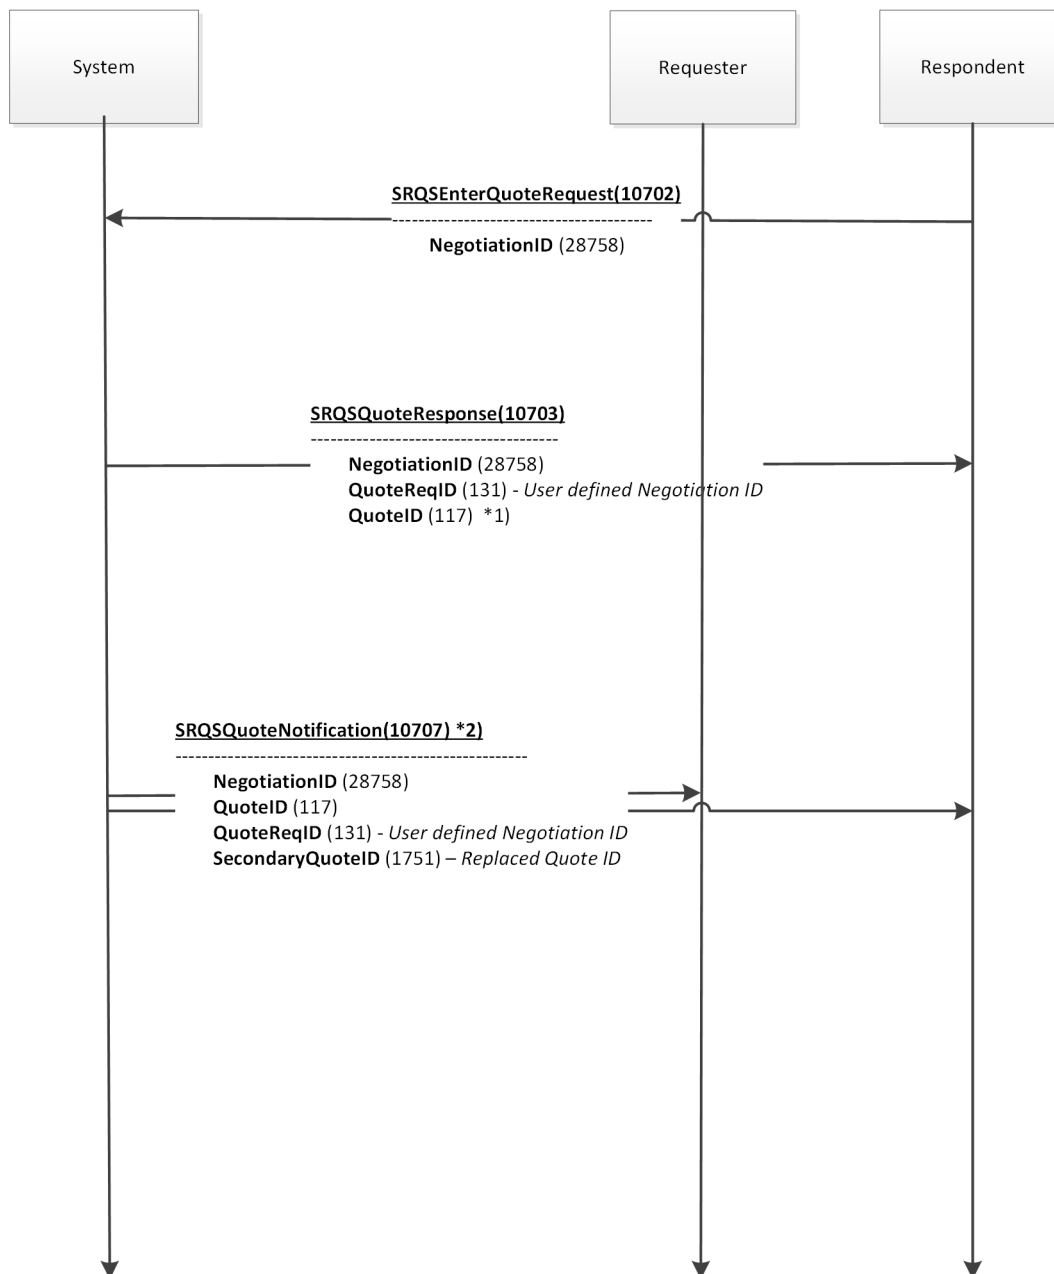 System
Requester
Respondent
SRQSEnterQuoteRequest(10702)
----------------------------------------
NegotiationID (28758)
SRQSQuoteResponse(10703)
--------------------------------------
NegotiationID (28758)
QuoteReqID (131) - User defined Negotiation ID
QuoteID (117)  *1)
SRQSQuoteNotification(10707) *2)
------------------------------------------------------
NegotiationID (28758)
QuoteID (117)
QuoteReqID (131) - User defined Negotiation ID
SecondaryQuoteID (1751) – Replaced Quote ID